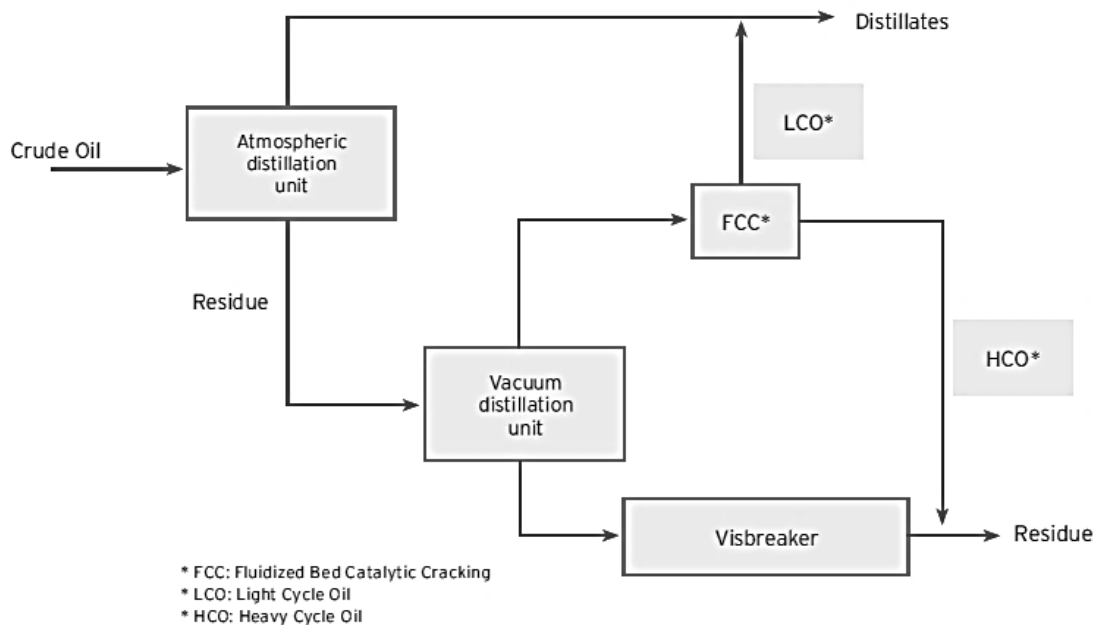 Distillates
LCO*
Crude Oil
Atmospheric
distillation
unit
FCC*
Residue
HCO*
Vacuum
distillation
unit
Visbreaker
Residue
* FCC: Fluidized Bed Catalytic Cracking
* LCO: Light Cycle Oil
* HCO: Heavy Cycle Oil